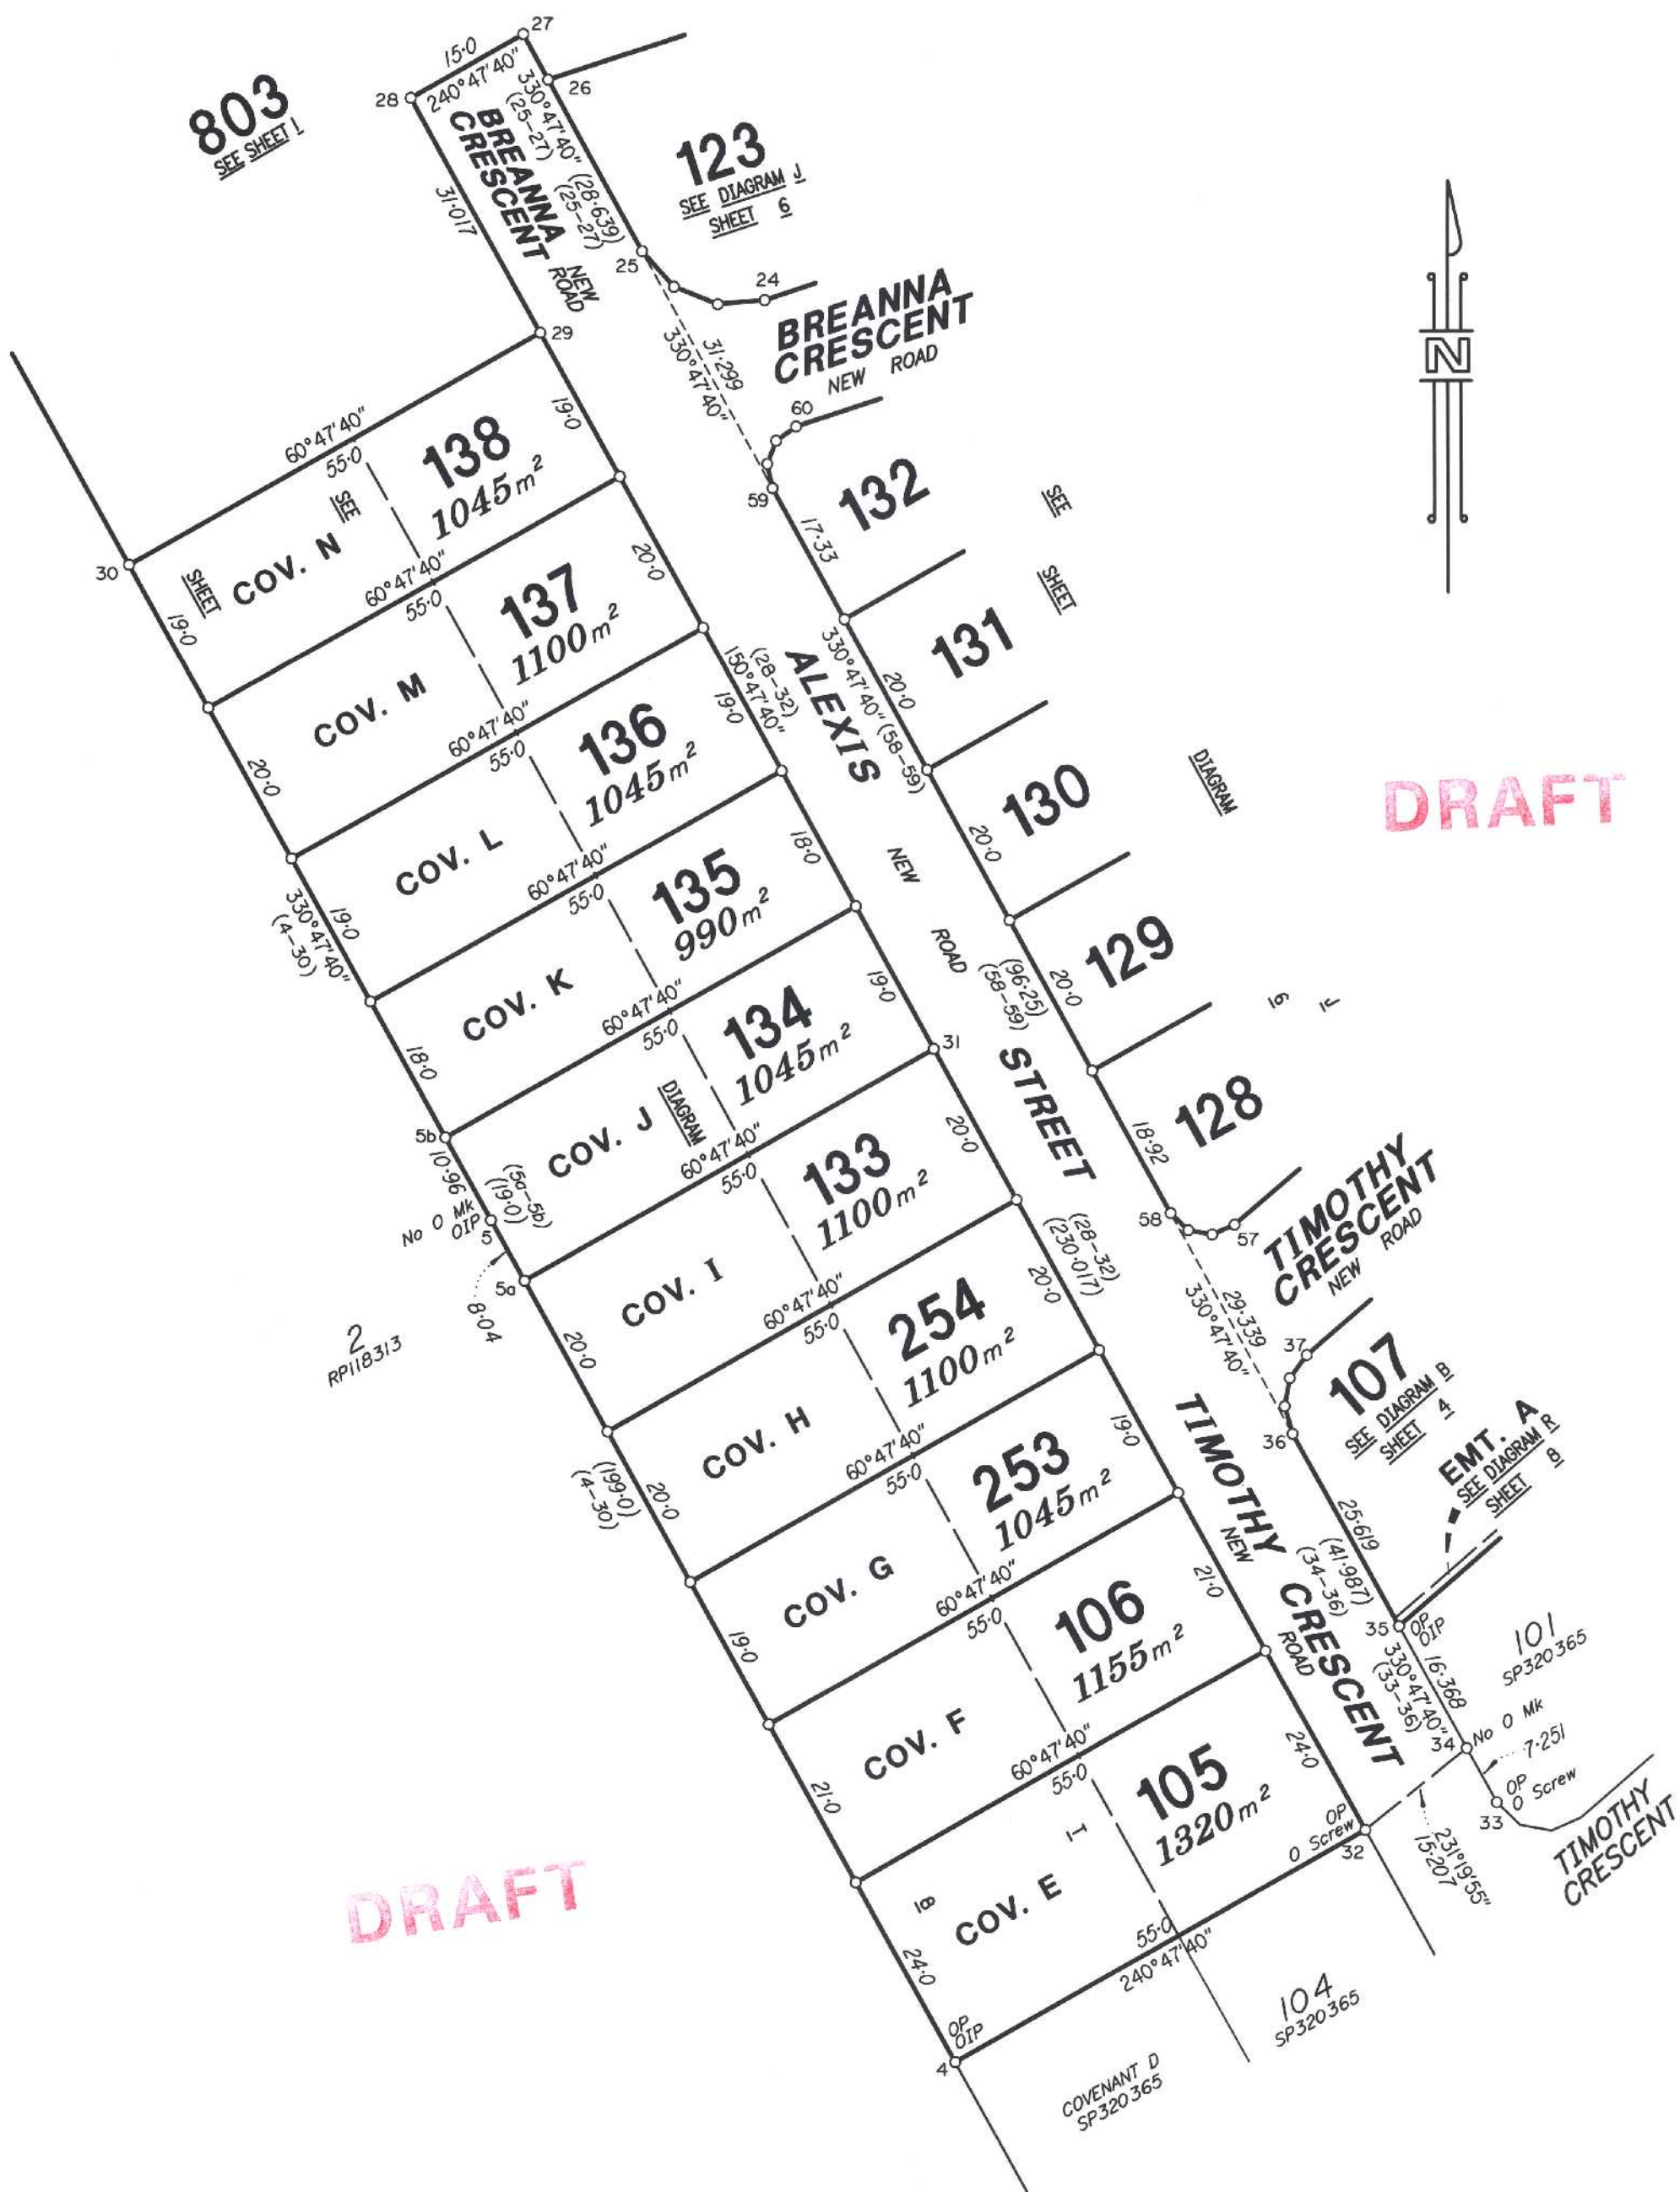 27
15·0
240°47'40"
28
26
330°47'40"
(25-27)
(28·639)
(25-27)
803
SEE SHEET 1
BREANNA
CRESCENT
NEW
ROAD
31·017
123
SEE DIAGRAM J
SHEET 6
25
24
BREANNA
CRESCENT
NEW ROAD
31·299
330°47'40"
29
60
59
N
60°47'40"
55·0
138
1045m²
19·0
COV. N
SEE
SHEET
30
19·0
132
17·33
SEE
SHEET
DIAGRAM
16
60°47'40"
55·0
137
1100m²
20·0
COV. M
20·0
131
20·0
330°47'40" (58-59)
60°47'40"
55·0
136
1045m²
(28-32)
150°47'40"
19·0
COV. L
330°47'40"
(4-30)
19·0
ALEXIS
STREET
NEW
ROAD
130
20·0
DRAFT
60°47'40"
55·0
135
990m²
18·0
COV. K
18·0
129
20·0
(96·25)
(58-59)
60°47'40"
55·0
134
1045m²
19·0
31
COV. J
DIAGRAM
5b
10·96
(5a-5b)
(19·0)
No O Mk
OIP
5
5a
8·04
128
18·92
58
57
TIMOTHY
CRESCENT
NEW ROAD
60°47'40"
55·0
133
1100m²
20·0
COV. I
20·0
2
RP118313
29·339
330°47'40"
37
36
107
SEE DIAGRAM B
SHEET 4
60°47'40"
55·0
254
1100m²
(28-32)
(230·017)
20·0
COV. H
(199·0)
(4-30)
20·0
EMT. A
SEE DIAGRAM R
SHEET 8
60°47'40"
55·0
253
1045m²
19·0
COV. G
19·0
TIMOTHY CRESCENT
NEW
ROAD
25·619
(41·987)
(34-36)
35
OP
OIP
101
SP320365
16·368
330°47'40"
(33-36)
34
No O Mk
7·251
OP
O Screw
33
TIMOTHY
CRESCENT
60°47'40"
55·0
106
1155m²
21·0
COV. F
21·0
60°47'40"
55·0
105
1320m²
24·0
T
COV. E
18
24·0
OP
O Screw
32
231°19'55"
15·207
55·0
240°47'40"
OP
OIP
4
104
SP320365
COVENANT D
SP320365
DRAFT